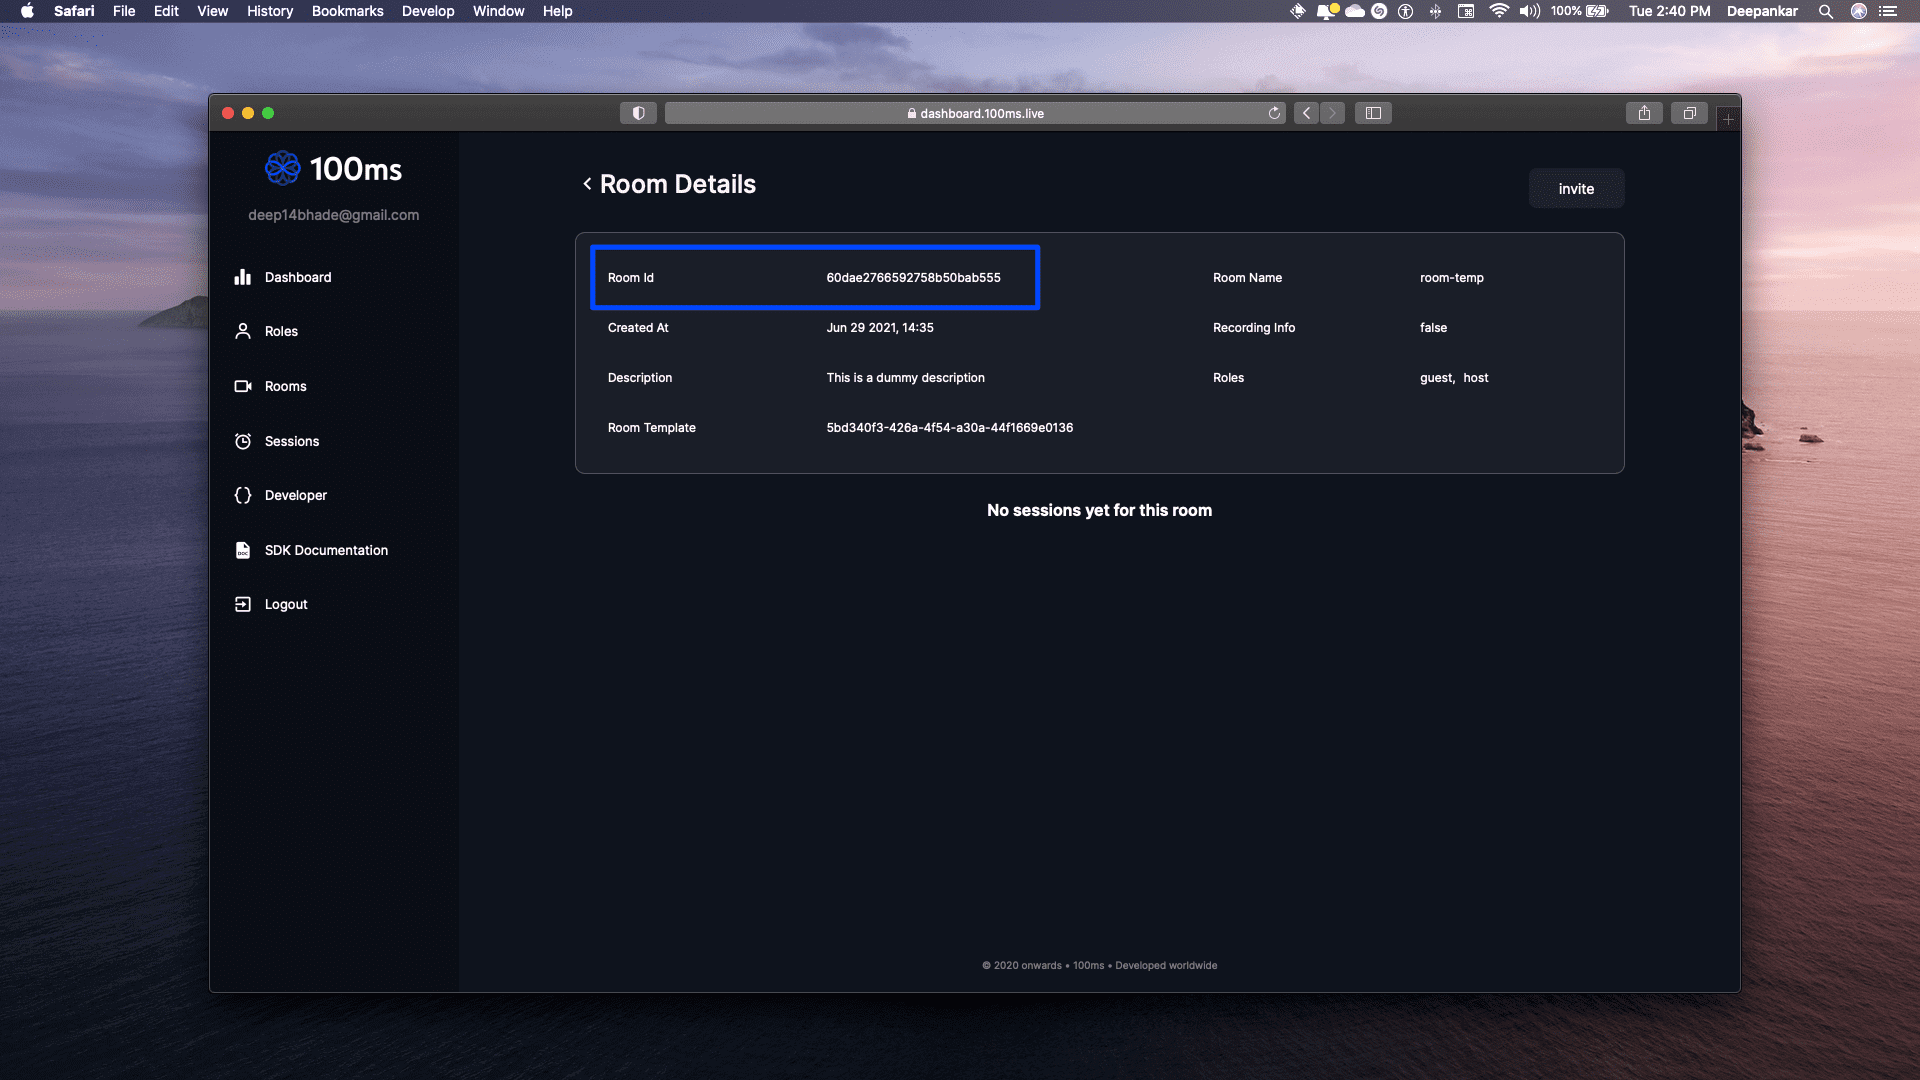 Safari File Edit View History Bookmarks Develop Window Help 100% Tue 2:40 PM Deepankar
dashboard.100ms.live
100ms
deep14bhade@gmail.com
Dashboard
Roles
Rooms
Sessions
Developer
DOC SDK Documentation
Logout
Room Details
invite
Room Id 60dae2766592758b50bab555 Room Name room-temp
Created At Jun 29 2021, 14:35 Recording Info false
Description This is a dummy description Roles guest, host
Room Template 5bd340f3-426a-4f54-a30a-44f1669e0136
No sessions yet for this room
© 2020 onwards • 100ms • Developed worldwide